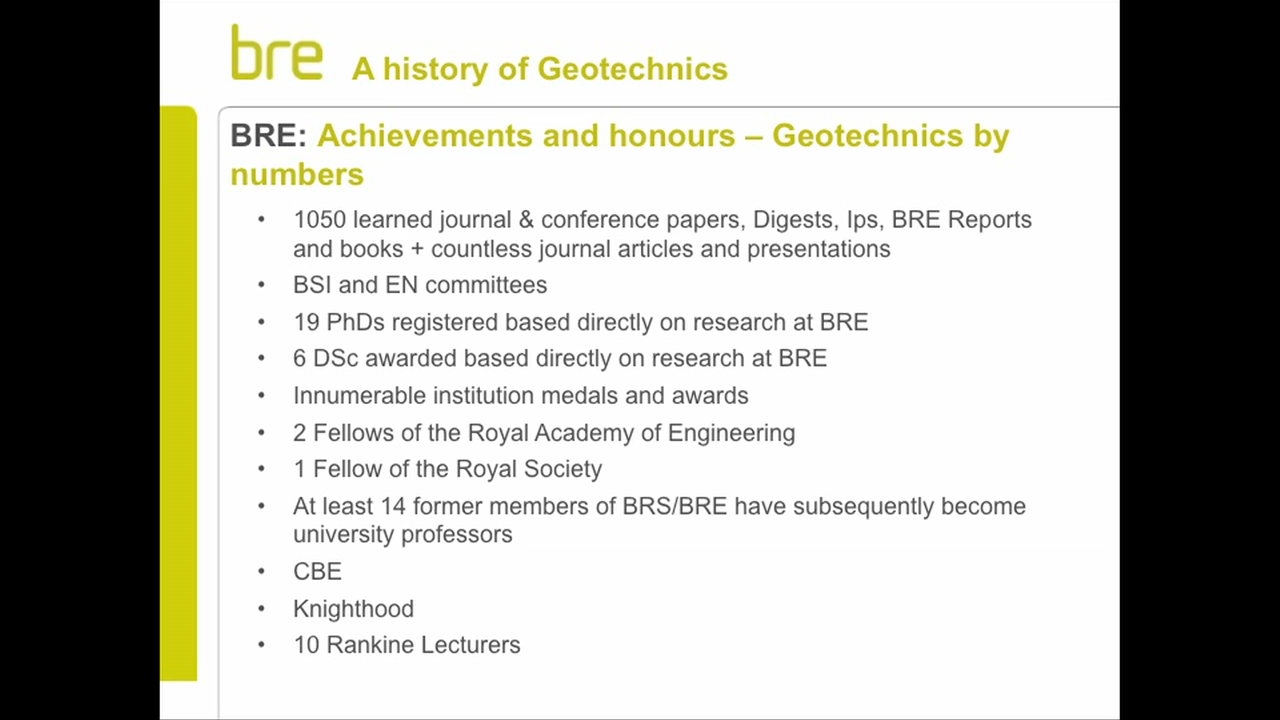 bre A history of Geotechnics
BRE: Achievements and honours – Geotechnics by
numbers
• 1050 learned journal & conference papers, Digests, Ips, BRE Reports
and books + countless journal articles and presentations
• BSI and EN committees
• 19 PhDs registered based directly on research at BRE
• 6 DSc awarded based directly on research at BRE
• Innumerable institution medals and awards
• 2 Fellows of the Royal Academy of Engineering
• 1 Fellow of the Royal Society
• At least 14 former members of BRS/BRE have subsequently become
university professors
• CBE
• Knighthood
• 10 Rankine Lecturers